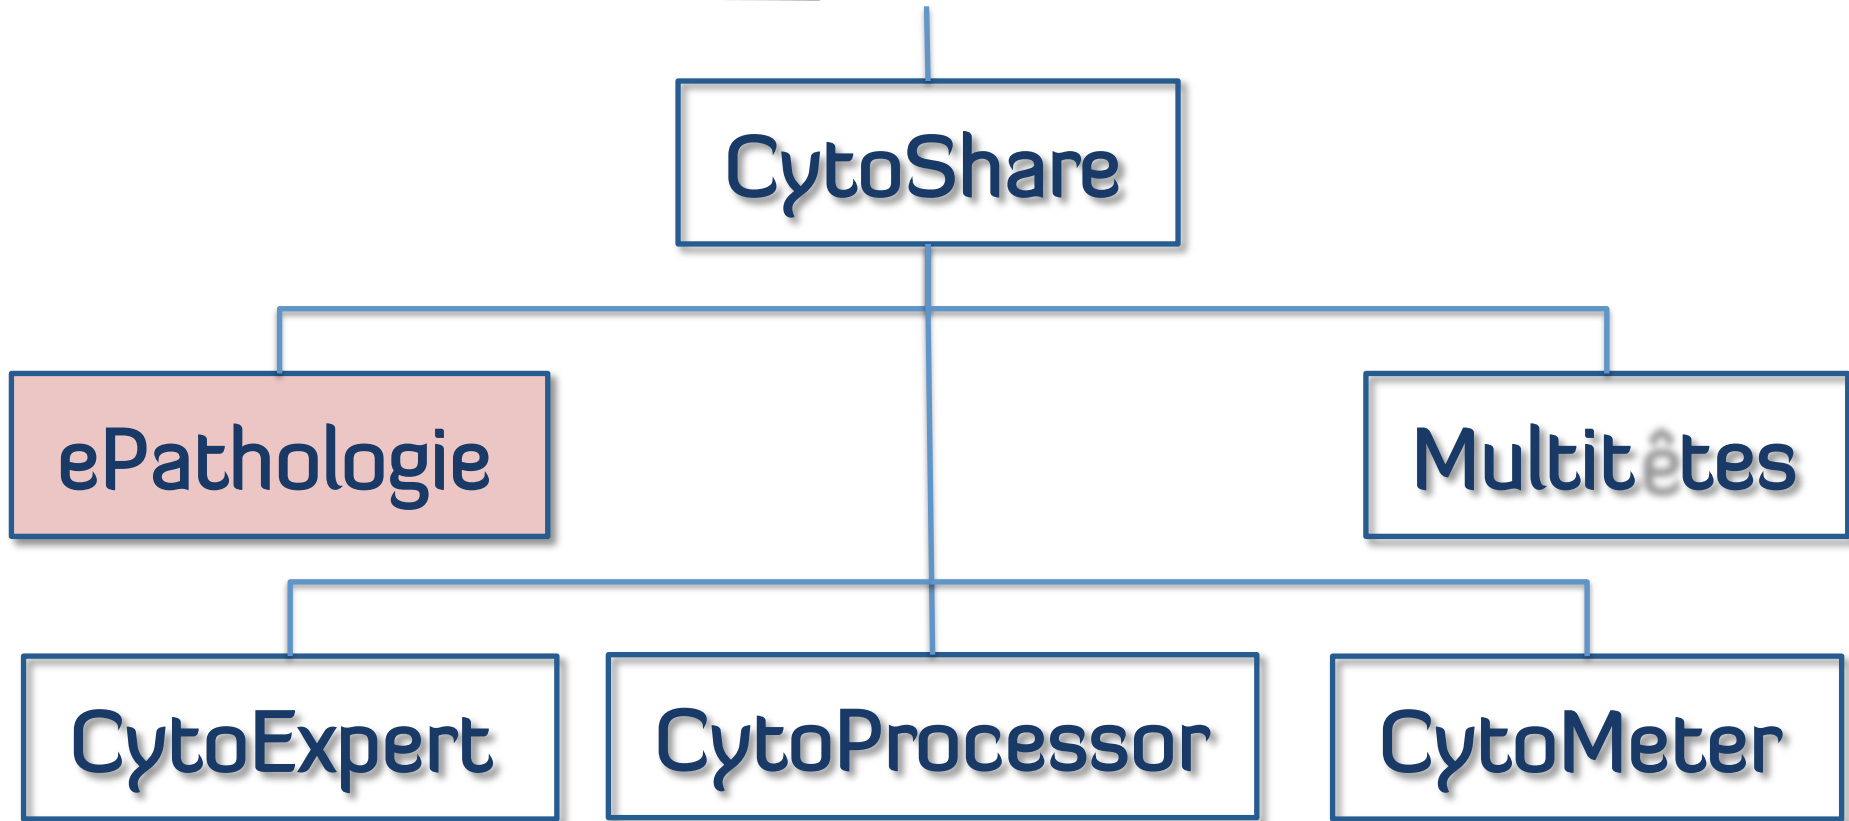 CytoShare
ePathologie
Multitêtes
CytoExpert
CytoProcessor
CytoMeter